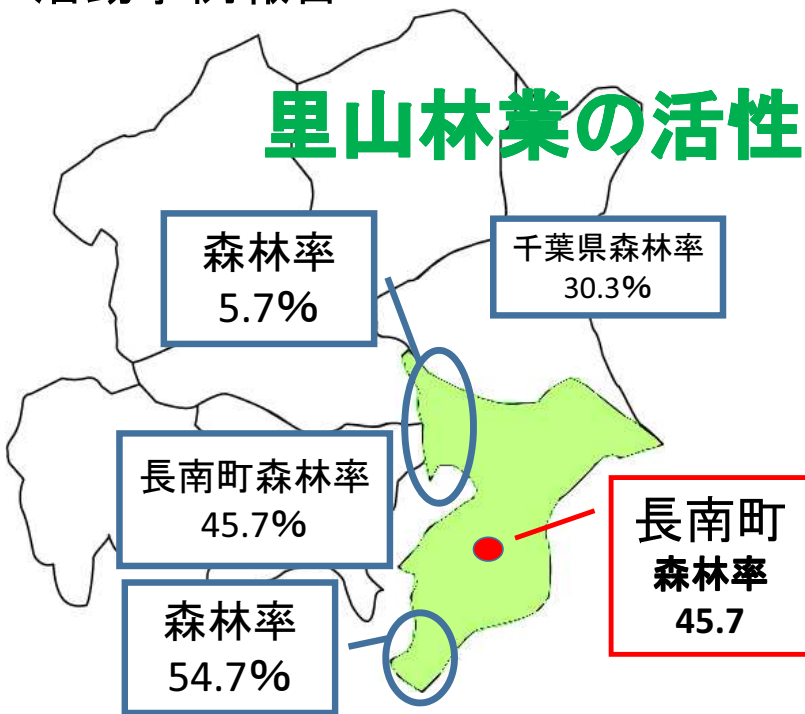 里山林業の活性
森林率
5.7%
千葉県森林率
30.3%
長南町森林率
45.7%
長南町
森林率
45.7
森林率
54.7%